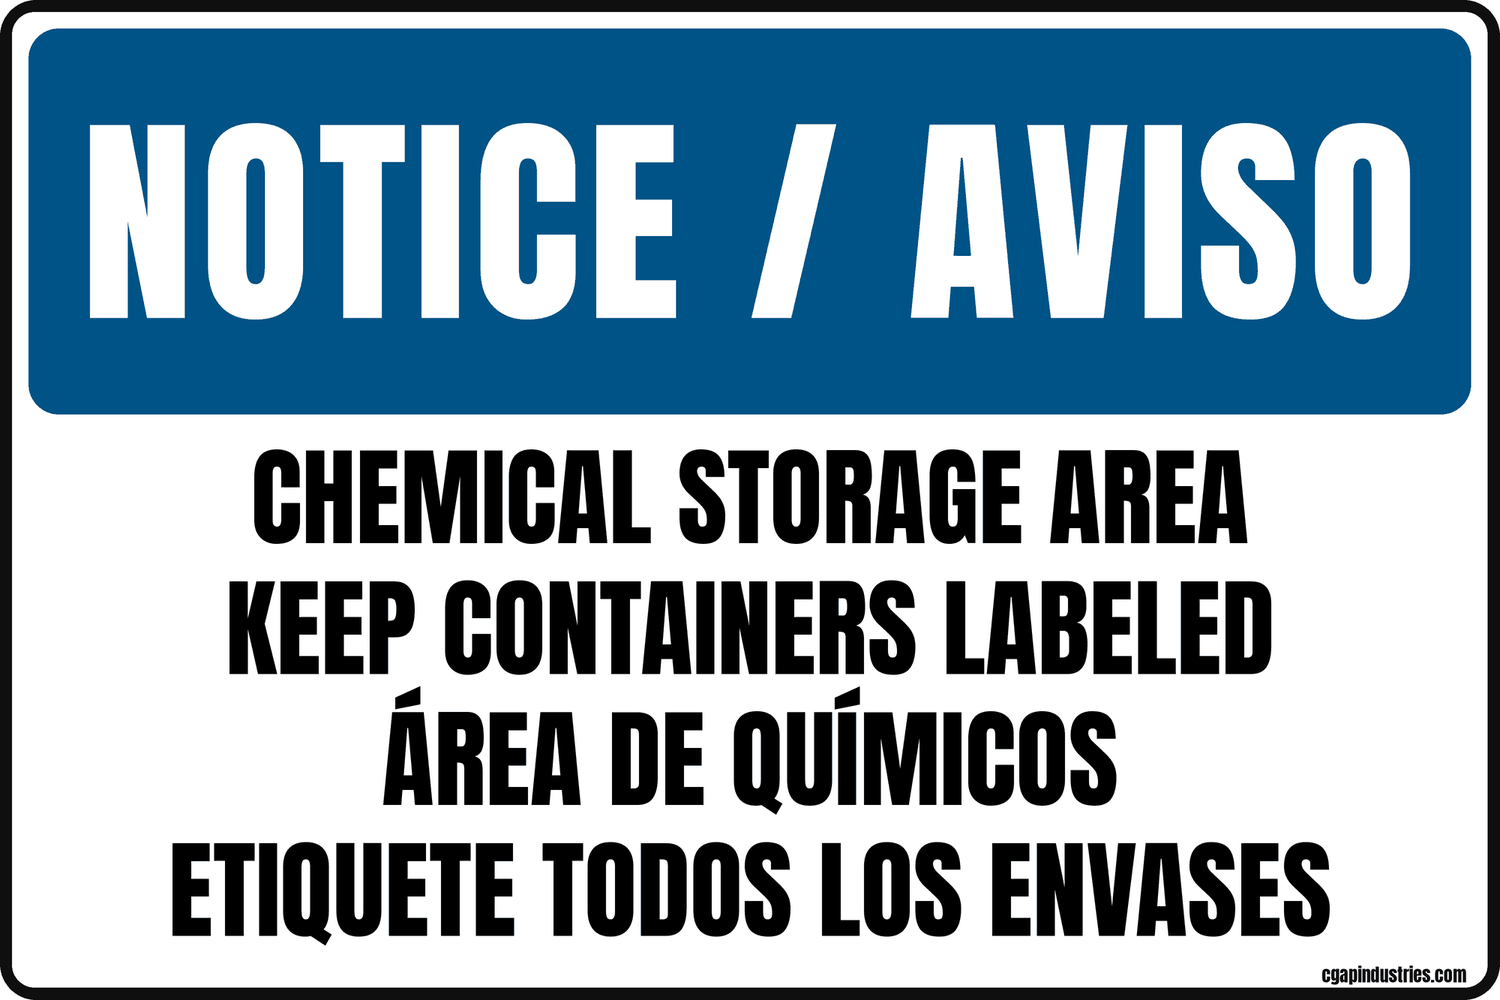 NOTICE / AVISO
CHEMICAL STORAGE AREA
KEEP CONTAINERS LABELED
ÁREA DE QUÍMICOS
ETIQUETE TODOS LOS ENVASES
cgapindustries.com